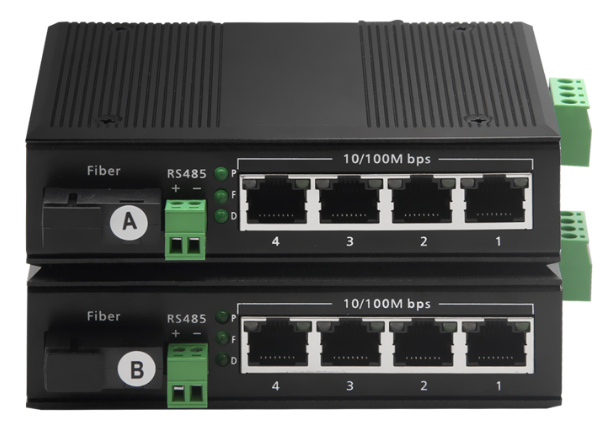 10/100M bps
Fiber
RS485
+ −
P
F
D
A
4 3 2 1
10/100M bps
Fiber
RS485
+ −
P
F
D
B
4 3 2 1